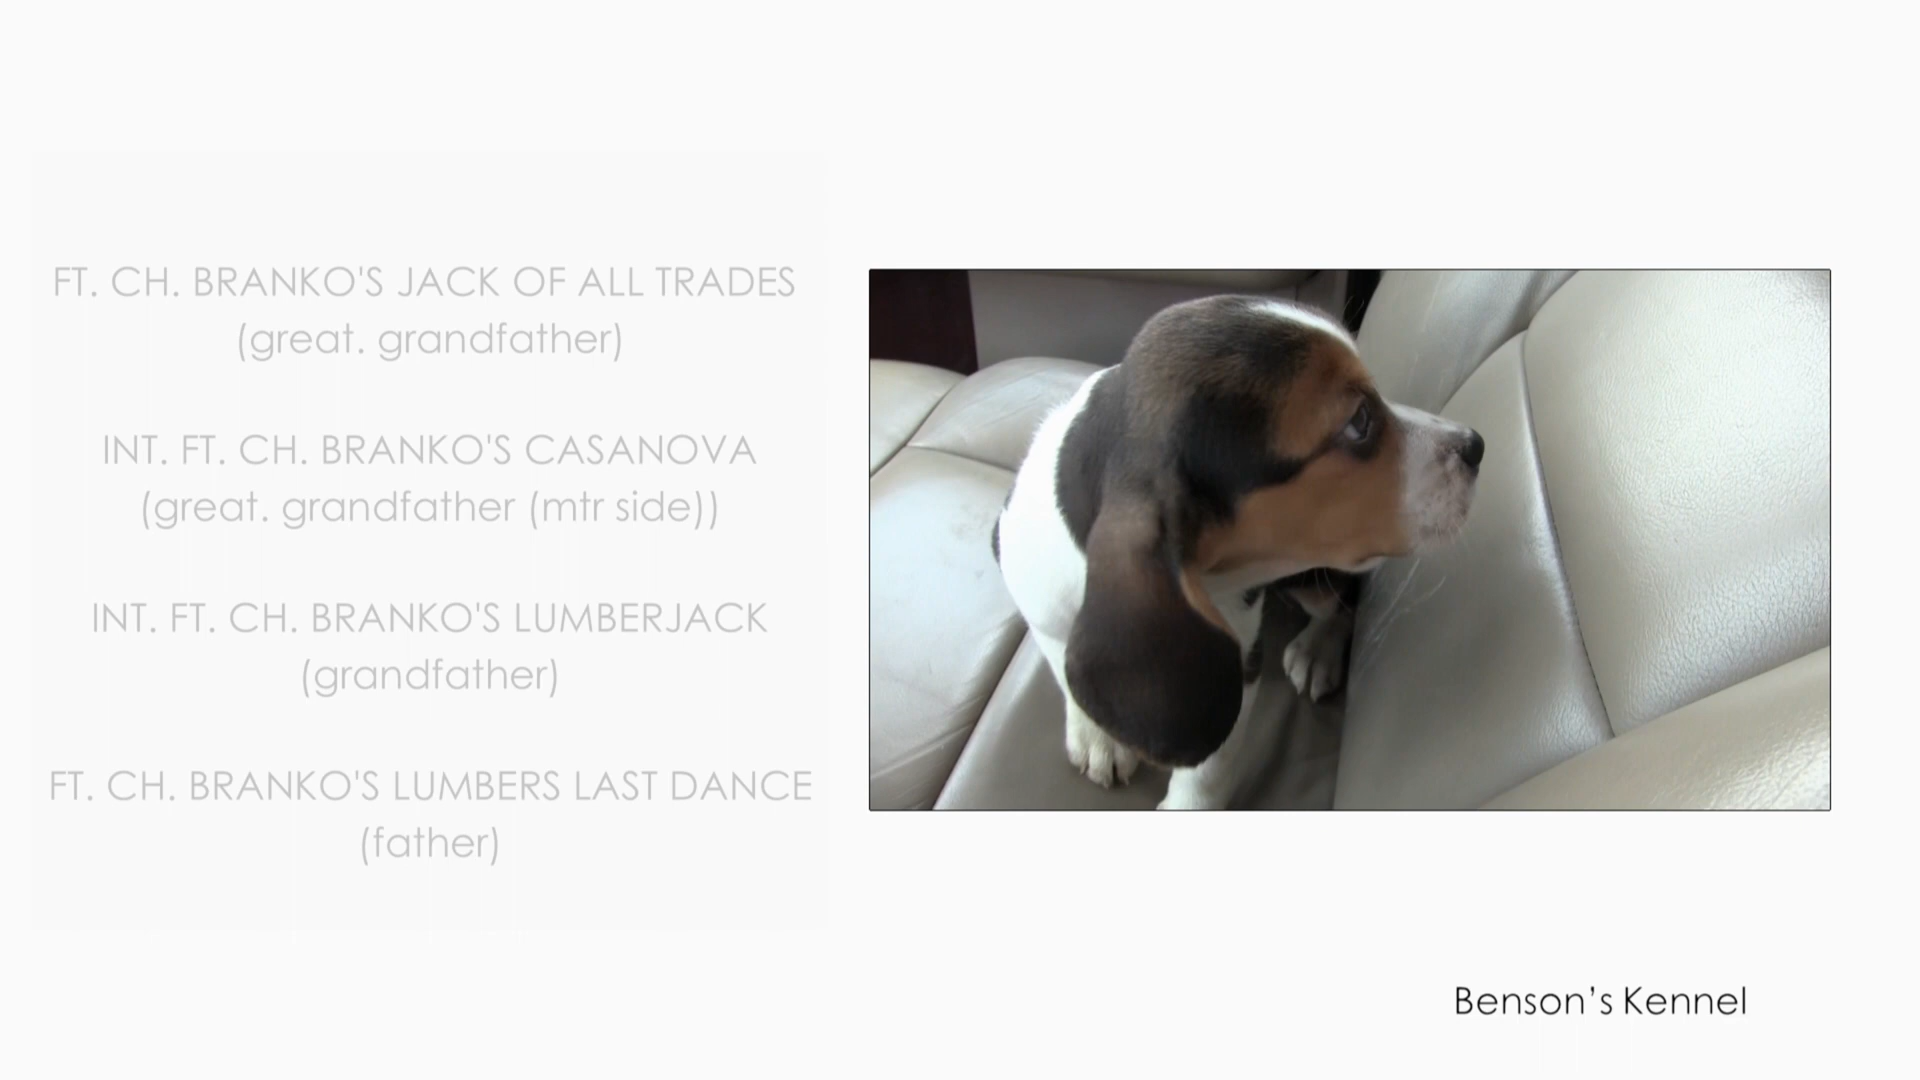 FT. CH. BRANKO'S JACK OF ALL TRADES
(great. grandfather)
INT. FT. CH. BRANKO'S CASANOVA
(great. grandfather (mtr side))
INT. FT. CH. BRANKO'S LUMBERJACK
(grandfather)
FT. CH. BRANKO'S LUMBERS LAST DANCE
(father)
Benson’s Kennel